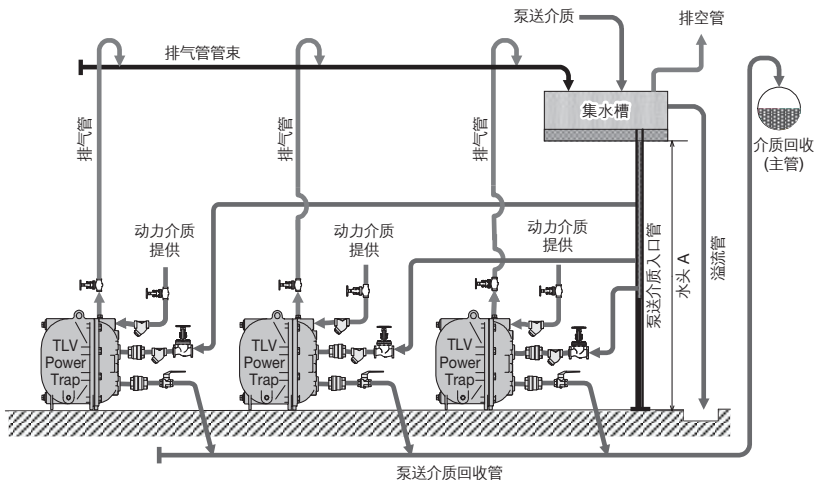 泵送介质
排空管
排气管管束
集水槽
介质回收
(主管)
排气管
排气管
排气管
动力介质
提供
动力介质
提供
动力介质
提供
泵送介质入口管
水头 A
溢流管
TLV
Power
Trap
TLV
Power
Trap
TLV
Power
Trap
泵送介质回收管